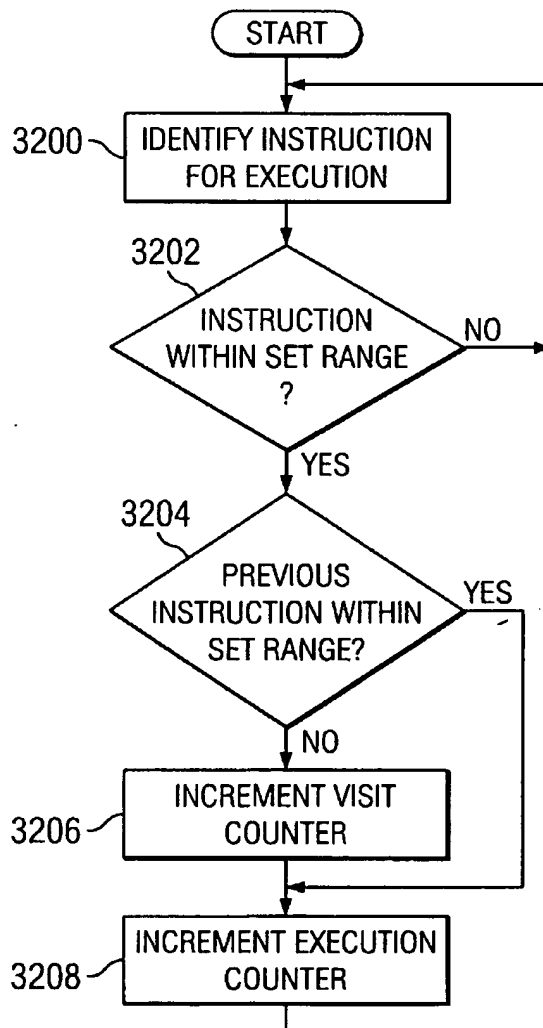 START
3200
IDENTIFY INSTRUCTION
FOR EXECUTION
3202
INSTRUCTION
WITHIN SET RANGE
?
NO
YES
3204
PREVIOUS
INSTRUCTION WITHIN
SET RANGE?
YES
NO
3206
INCREMENT VISIT
COUNTER
3208
INCREMENT EXECUTION
COUNTER